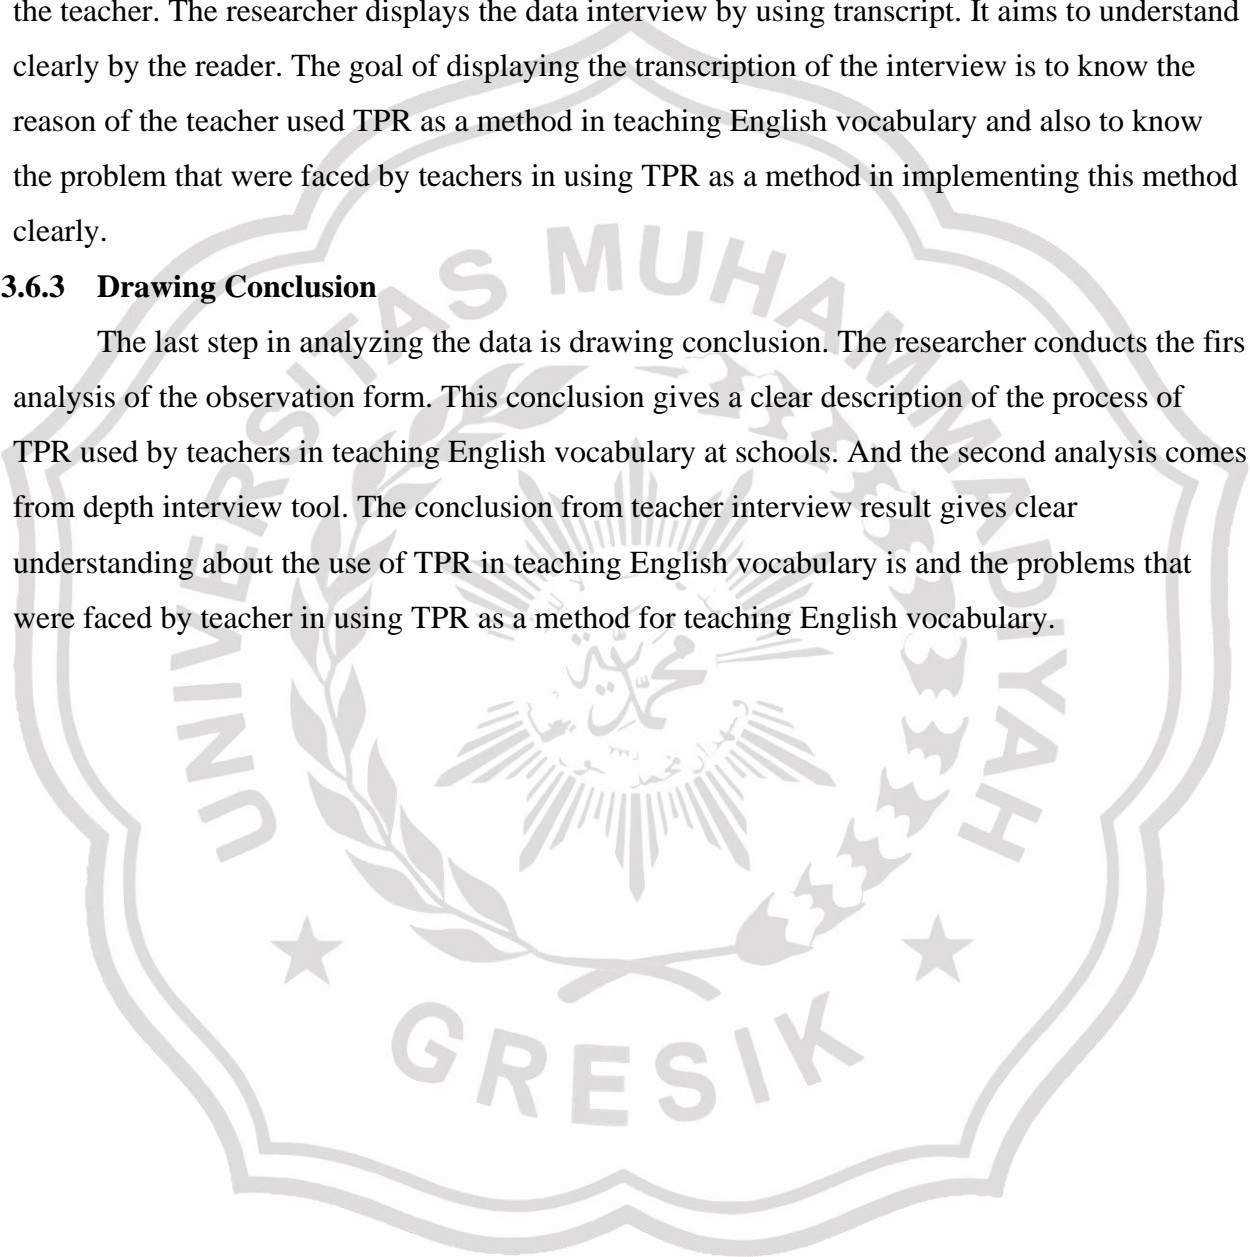 the teacher. The researcher displays the data interview by using transcript. It aims to understand
clearly by the reader. The goal of displaying the transcription of the interview is to know the
reason of the teacher used TPR as a method in teaching English vocabulary and also to know
the problem that were faced by teachers in using TPR as a method in implementing this method
clearly.
3.6.3 Drawing Conclusion
The last step in analyzing the data is drawing conclusion. The researcher conducts the firs
analysis of the observation form. This conclusion gives a clear description of the process of
TPR used by teachers in teaching English vocabulary at schools. And the second analysis comes
from depth interview tool. The conclusion from teacher interview result gives clear
understanding about the use of TPR in teaching English vocabulary is and the problems that
were faced by teacher in using TPR as a method for teaching English vocabulary.
UNIVERSITAS MUHAMMADIYAH
GRESIK